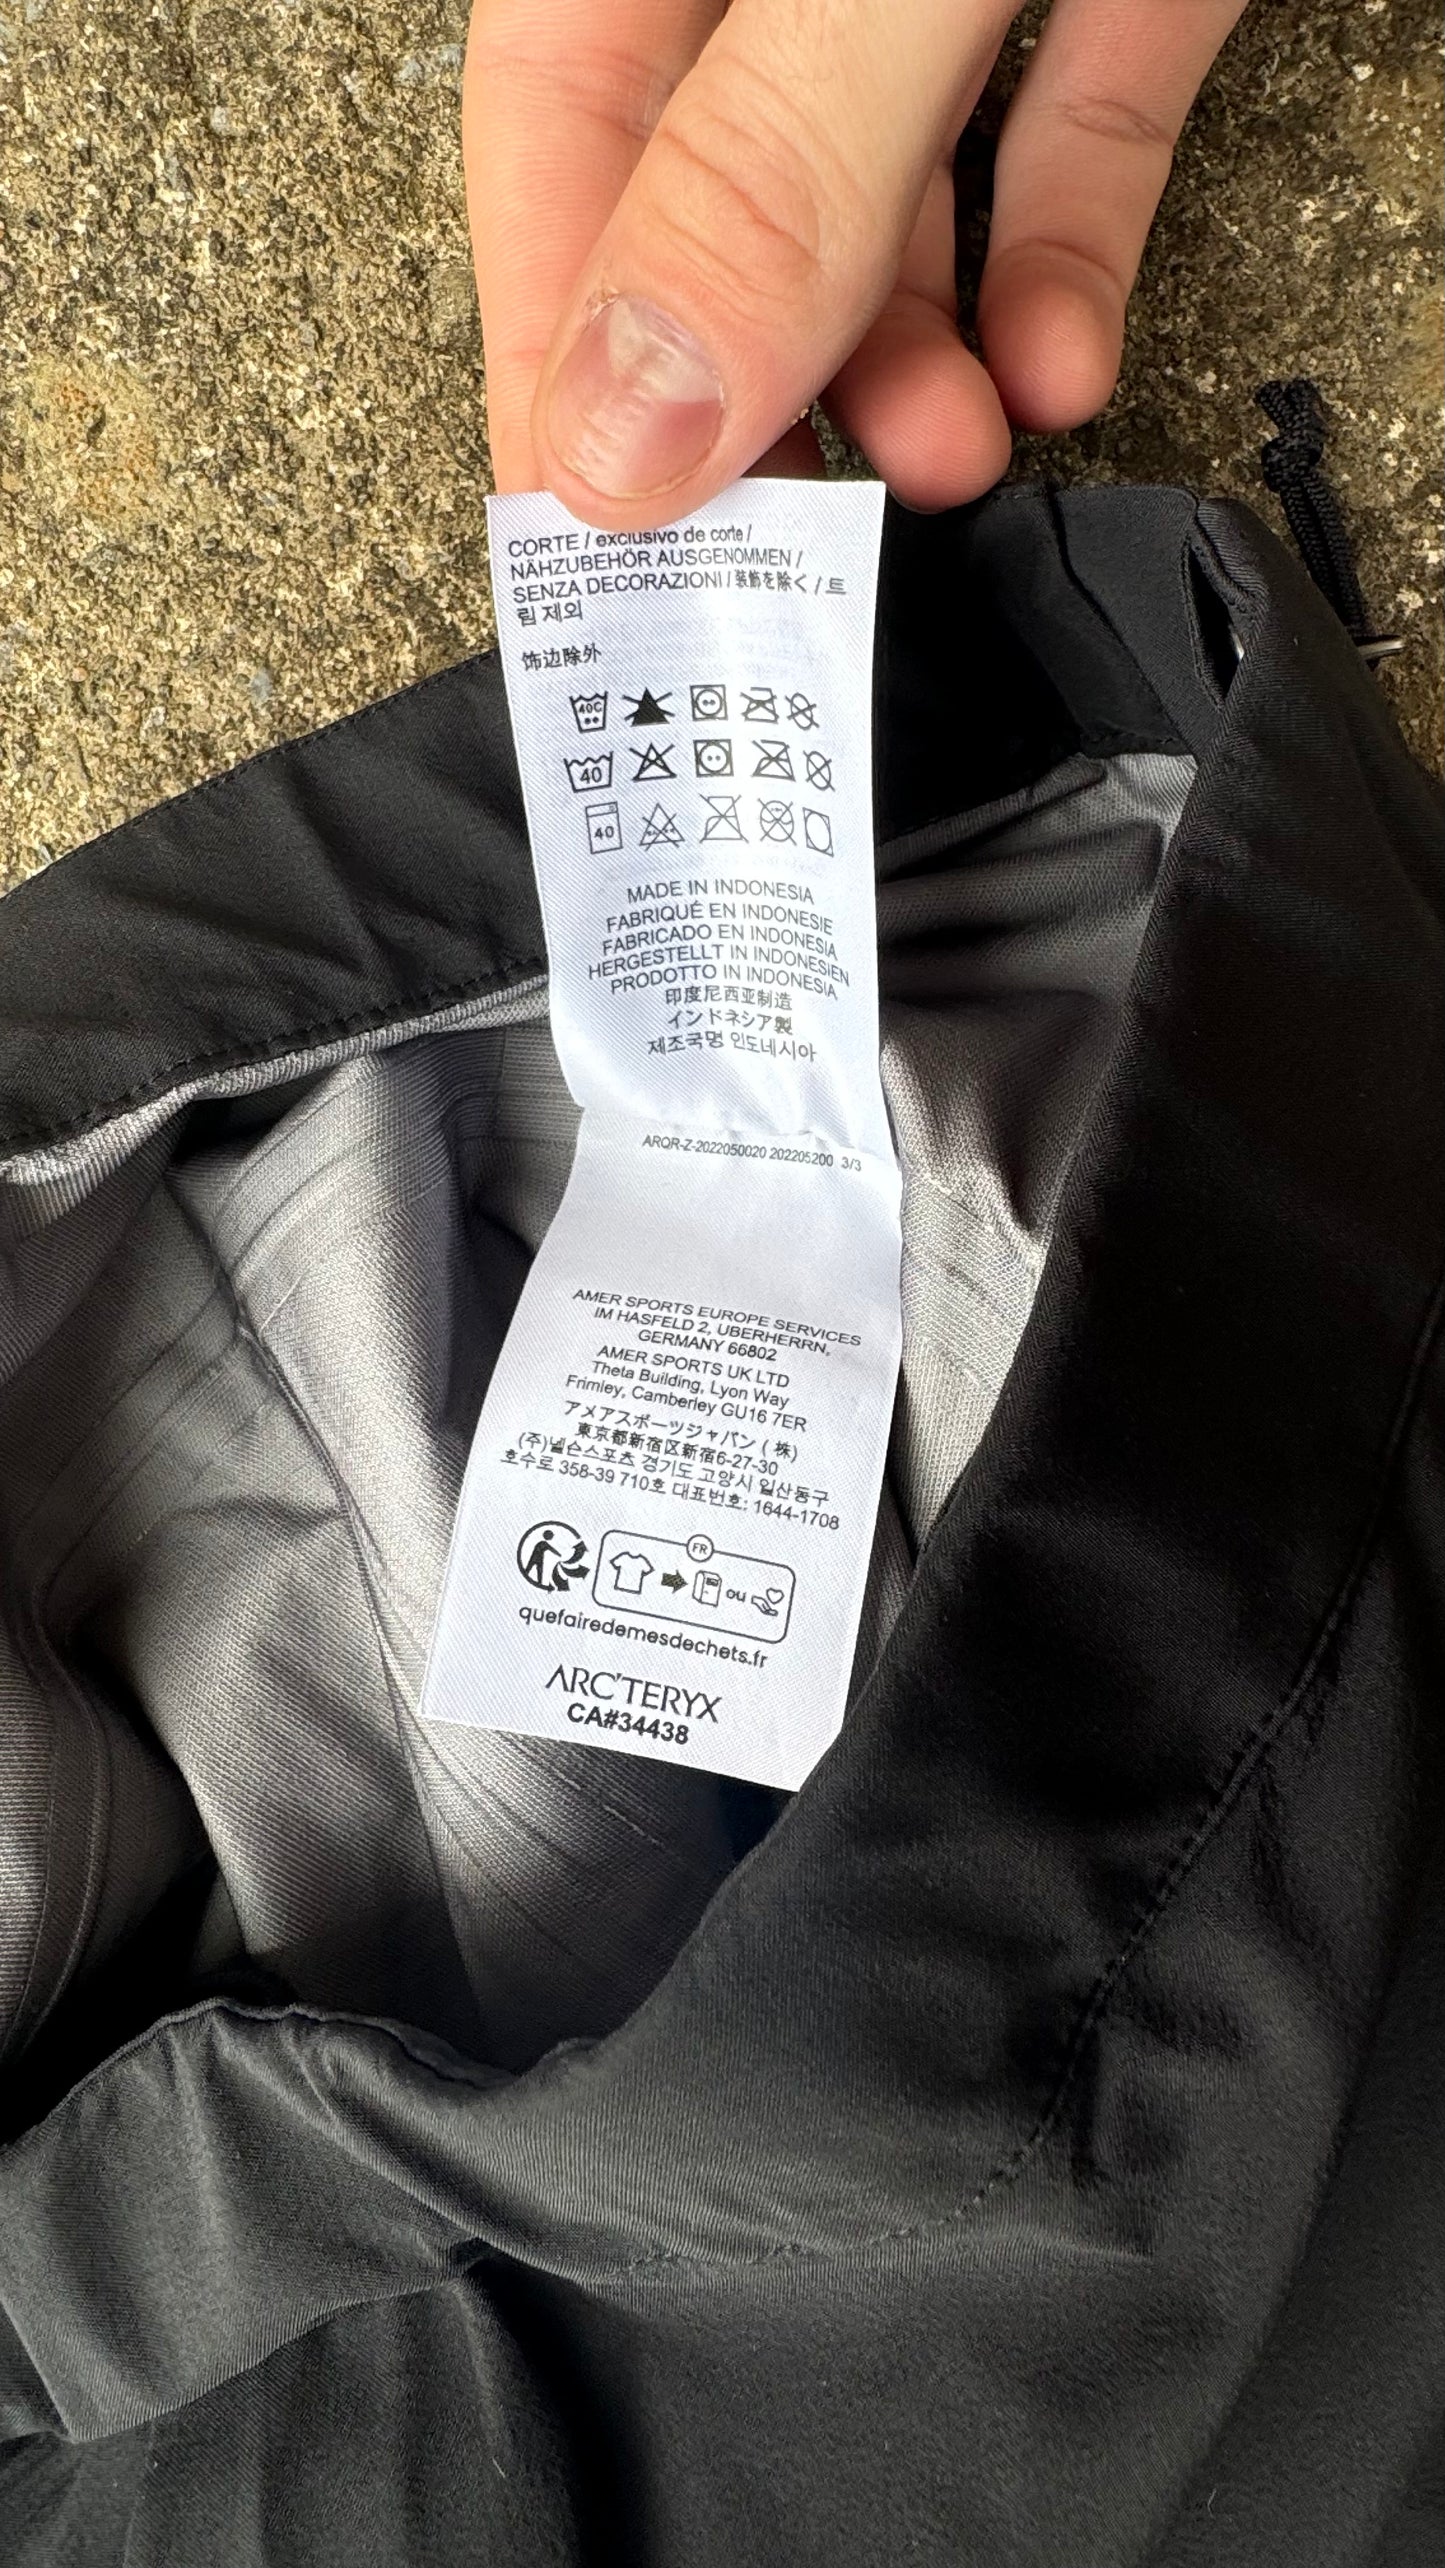 CORTE / exclusivo de corte /
NÄHZUBEHÖR AUSGENOMMEN /
SENZA DECORAZIONI / 装飾を除く / 트
림 제외
饰边除外
40C
40
40
MADE IN INDONESIA
FABRIQUÉ EN INDONESIE
FABRICADO EN INDONESIA
HERGESTELLT IN INDONESIEN
PRODOTTO IN INDONESIA
印度尼西亚制造
インドネシア製
제조국명 인도네시아
ARQR-Z-2022050020 202205200 3/3
AMER SPORTS EUROPE SERVICES
IM HASFELD 2, UBERHERRN,
GERMANY 66802
AMER SPORTS UK LTD
Theta Building, Lyon Way
Frimley, Camberley GU16 7ER
アメアスポーツジャパン ( 株)
東京都新宿区新宿6-27-30
(주)넬슨스포츠 경기도 고양시 일산동구
호수로 358-39 710호 대표번호: 1644-1708
FR
ou
quefairedemesdechets.fr
ARC'TERYX
CA#34438